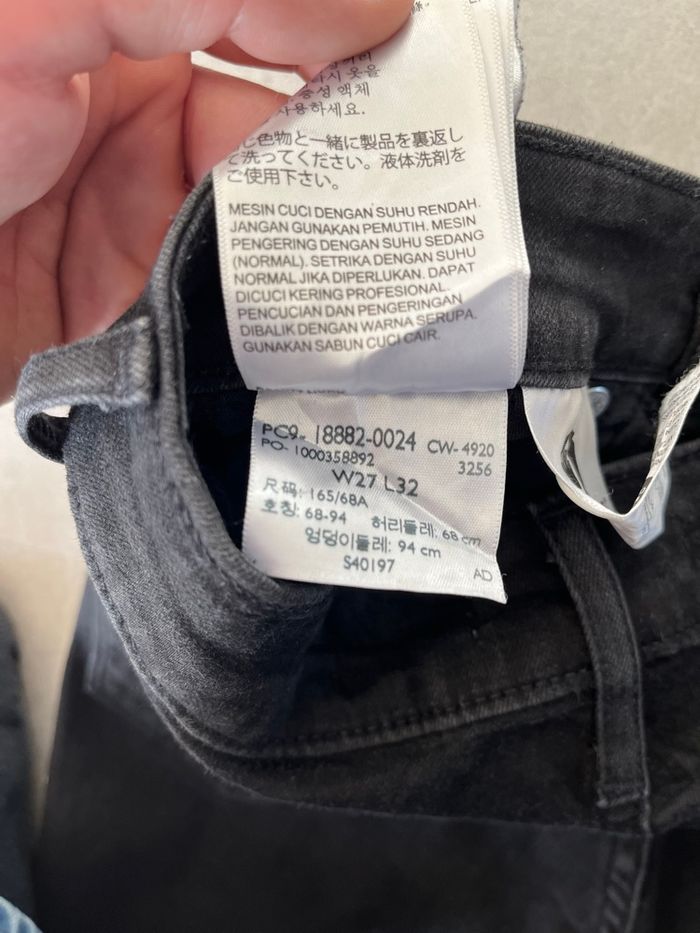 중성 액체
사용하세요.
色物と一緒に製品を裏返し
て洗ってください。液体洗剤を
ご使用下さい。
MESIN CUCI DENGAN SUHU RENDAH.
JANGAN GUNAKAN PEMUTIH. MESIN
PENGERING DENGAN SUHU SEDANG
(NORMAL). SETRIKA DENGAN SUHU
NORMAL JIKA DIPERLUKAN. DAPAT
DICUCI KERING PROFESIONAL.
PENCUCIAN DAN PENGERINGAN
DIBALIK DENGAN WARNA SERUPA.
GUNAKAN SABUN CUCI CAIR.
PC9- 18882-0024 CW- 4920
PO- 1000358892 3256
W27 L32
尺码: 165/68A
호칭: 68-94 허리둘레: 68 cm
엉덩이둘레: 94 cm
S40197 AD